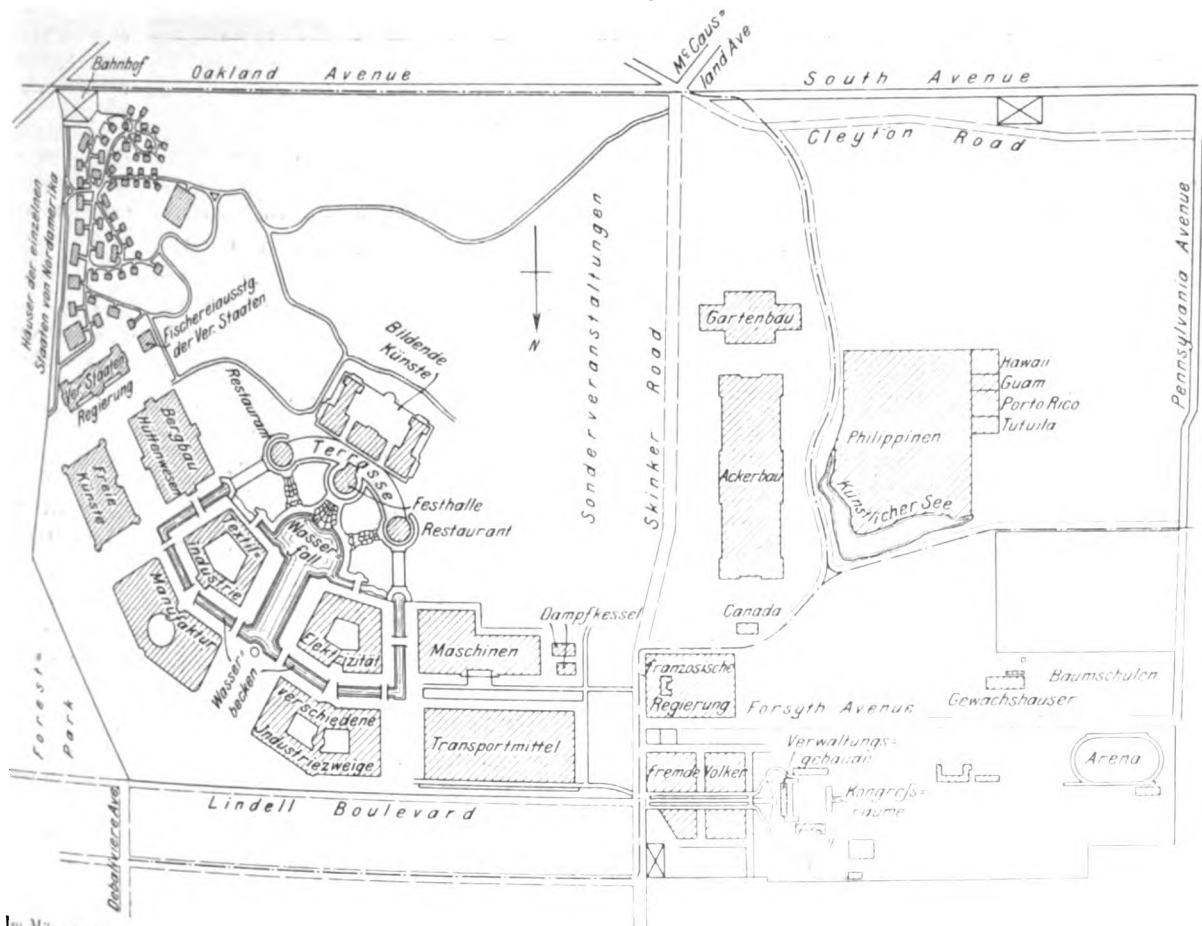 Bahnhof
Oakland Avenue
Mc Caus=
land Ave
South Avenue
Cleyton Road
Pennsylvania Avenue
Häuser der einzelnen
Staaten von Nordamerika
Fischereiausstg.
der Ver. Staaten
Ver. Staaten
Regierung
Bergbau
Hüttenwesen
Freie
Künste
Restaurant
Bildende
Künste
Terrasse
Festhalle
Restaurant
Wasser=
fall
Textil=
Industrie
Manufaktur
Elektrizität
Wasser=
becken
Verschiedene
Industriezweige
Maschinen
Dampfkessel
Transportmittel
N
Sonderveranstaltungen
Skinker Road
Gartenbau
Ackerbau
Philippinen
Hawaii
Guam
Porto Rico
Tutuila
Künstlicher See
Canada
französische
Regierung
Forsyth Avenue
Baumschulen
Gewächshäuser
Verwaltungs=
gebäude
fremde Völker
Kongreß=
räume
Arena
Forest=
Park
Lindell Boulevard
Debaliviere Ave.